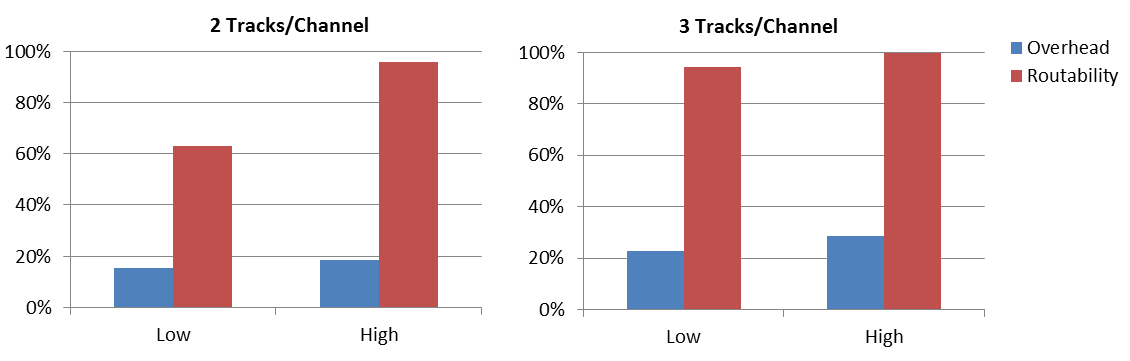 2 Tracks/Channel
100%
80%
60%
40%
20%
0%
Low
High
3 Tracks/Channel
100%
80%
60%
40%
20%
0%
Low
High
Overhead
Routability